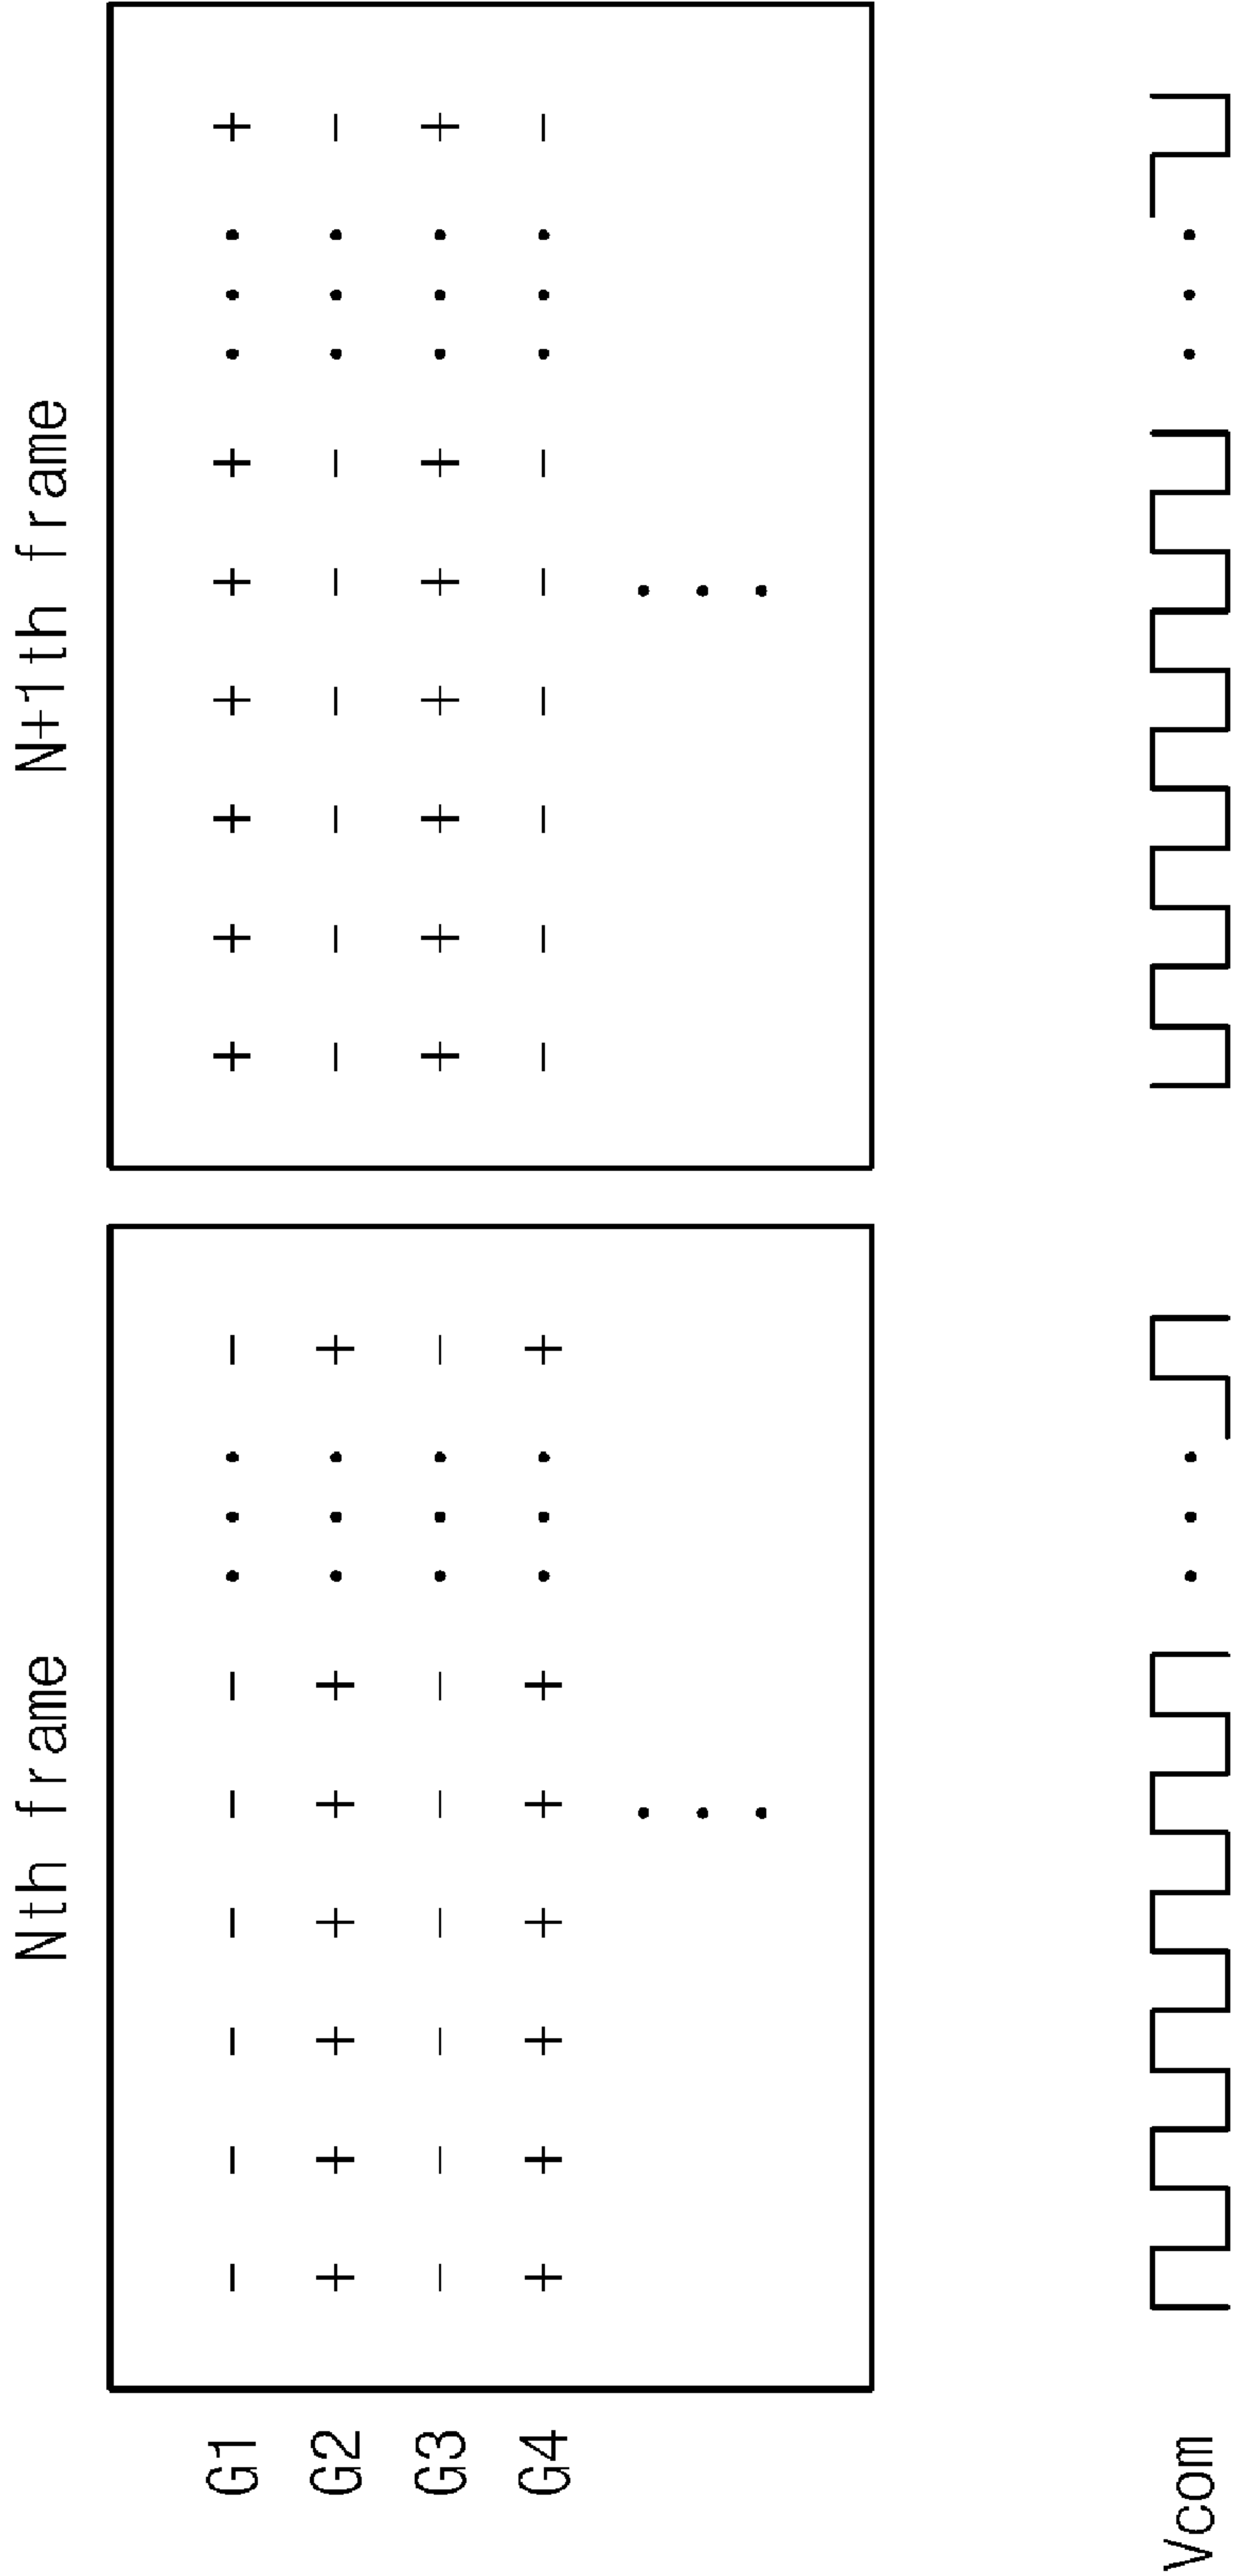 Nth frame
N+1th frame
G1 - - - - - - -  + + + + + + +
G2 + + + + + + +  - - - - - - -
G3 - - - - - - -  + + + + + + +
G4 + + + + + + +  - - - - - - -
Vcom